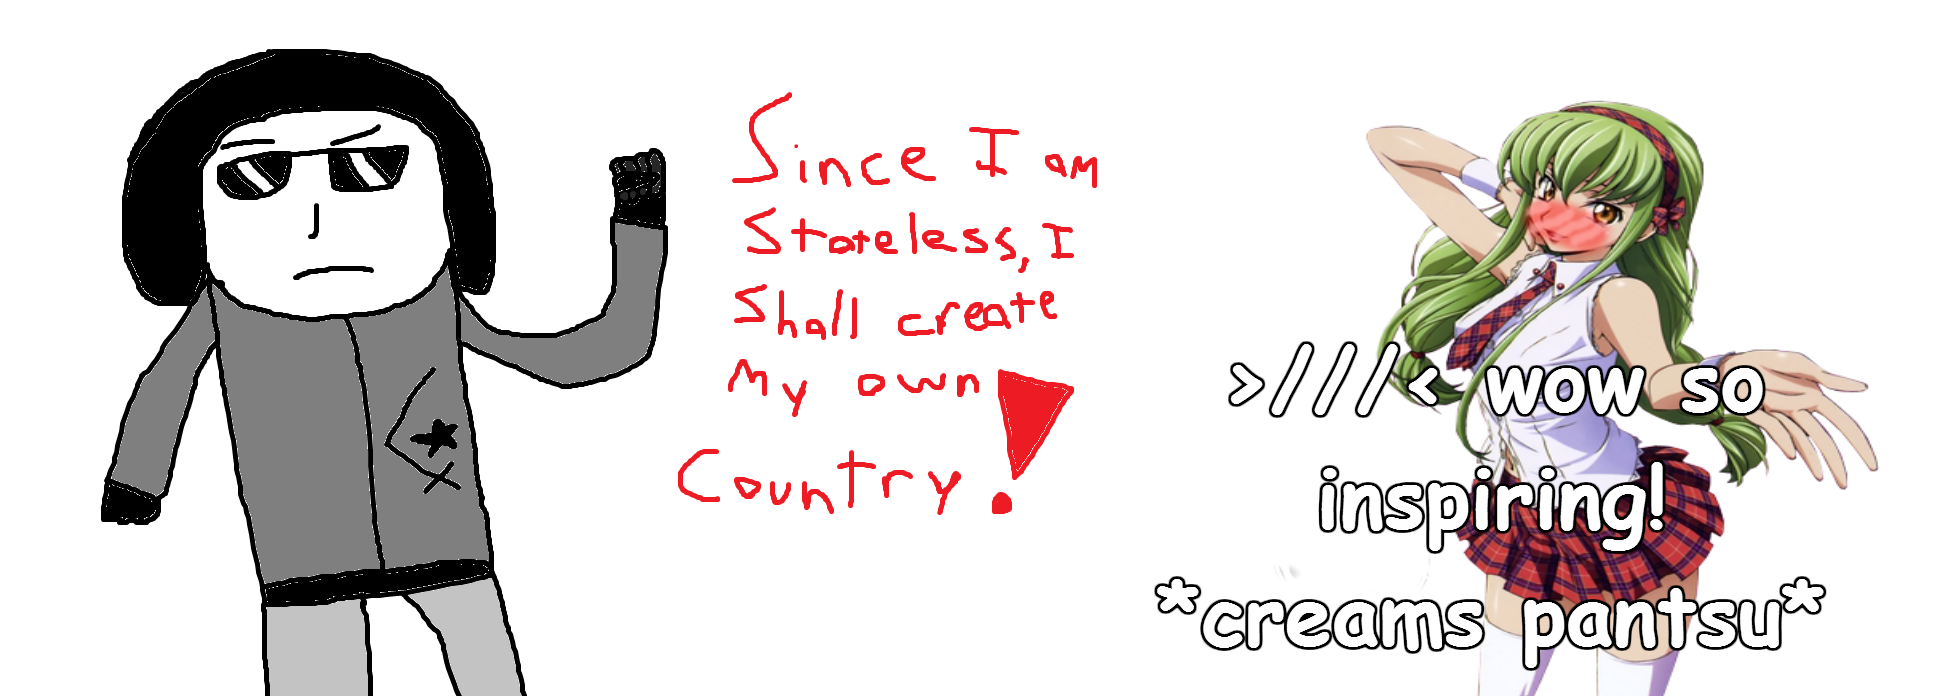 Since I am
Stateless, I
Shall create
My own
Country!
>///< wow so
inspiring!
*creams pantsu*